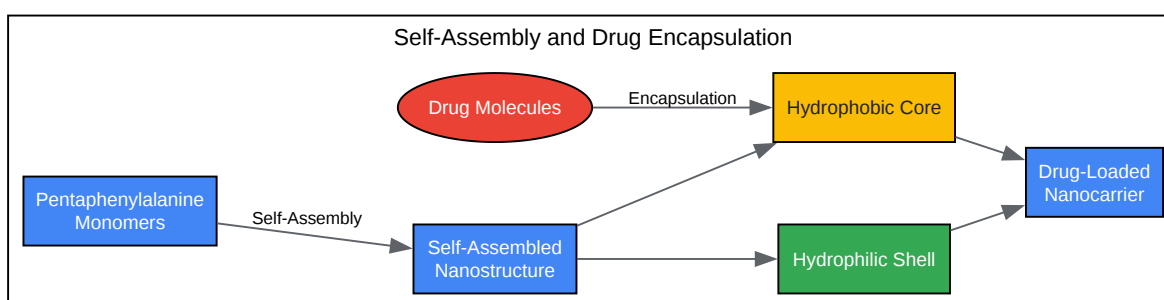 Self-Assembly and Drug Encapsulation
Drug Molecules
Encapsulation
Hydrophobic Core
Pentaphenylalanine
Monomers
Self-Assembly
Self-Assembled
Nanostructure
Hydrophilic Shell
Drug-Loaded
Nanocarrier